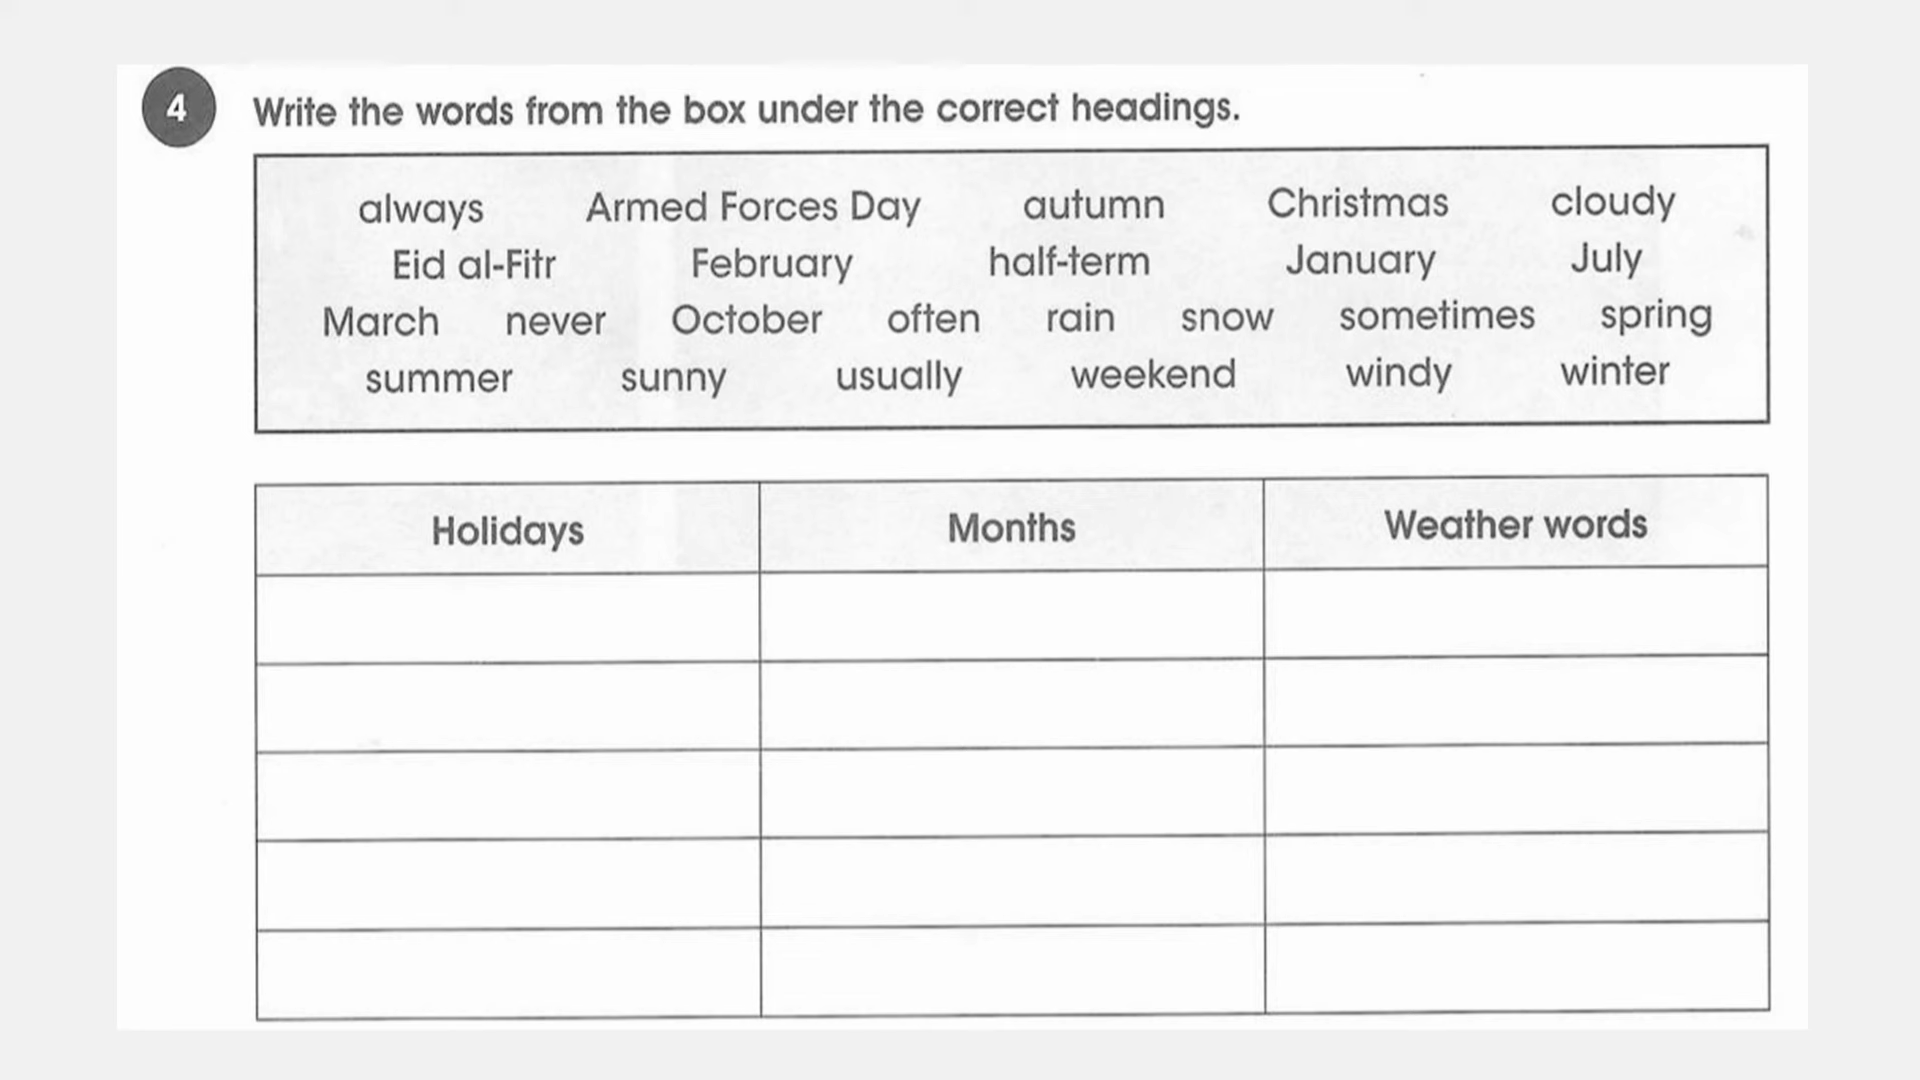 4 Write the words from the box under the correct headings.
always Armed Forces Day autumn Christmas cloudy
Eid al-Fitr February half-term January July
March never October often rain snow sometimes spring
summer sunny usually weekend windy winter
Holidays Months Weather words